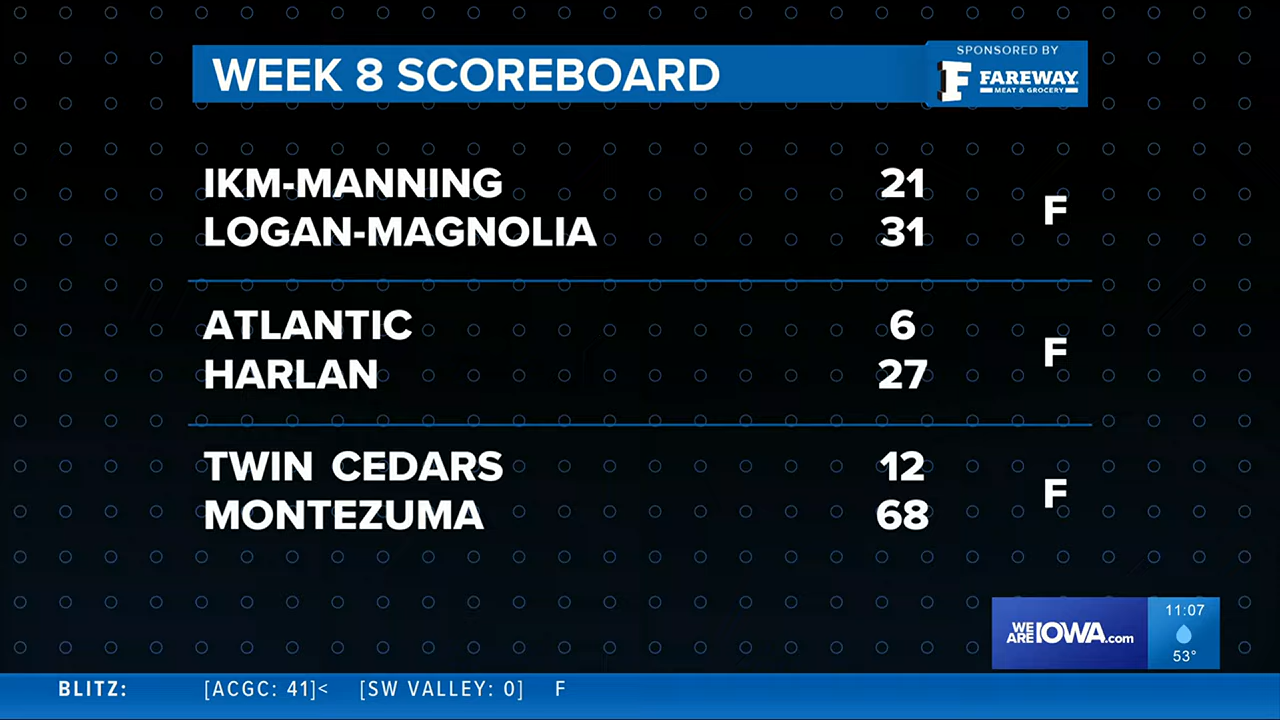 WEEK 8 SCOREBOARD
SPONSORED BY
F FAREWAY
MEAT & GROCERY
IKM-MANNING 21
LOGAN-MAGNOLIA 31
F
ATLANTIC 6
HARLAN 27
F
TWIN CEDARS 12
MONTEZUMA 68
F
WE ARE IOWA.com
11:07
53°
BLITZ: [ACGC: 41]< [SW VALLEY: 0] F